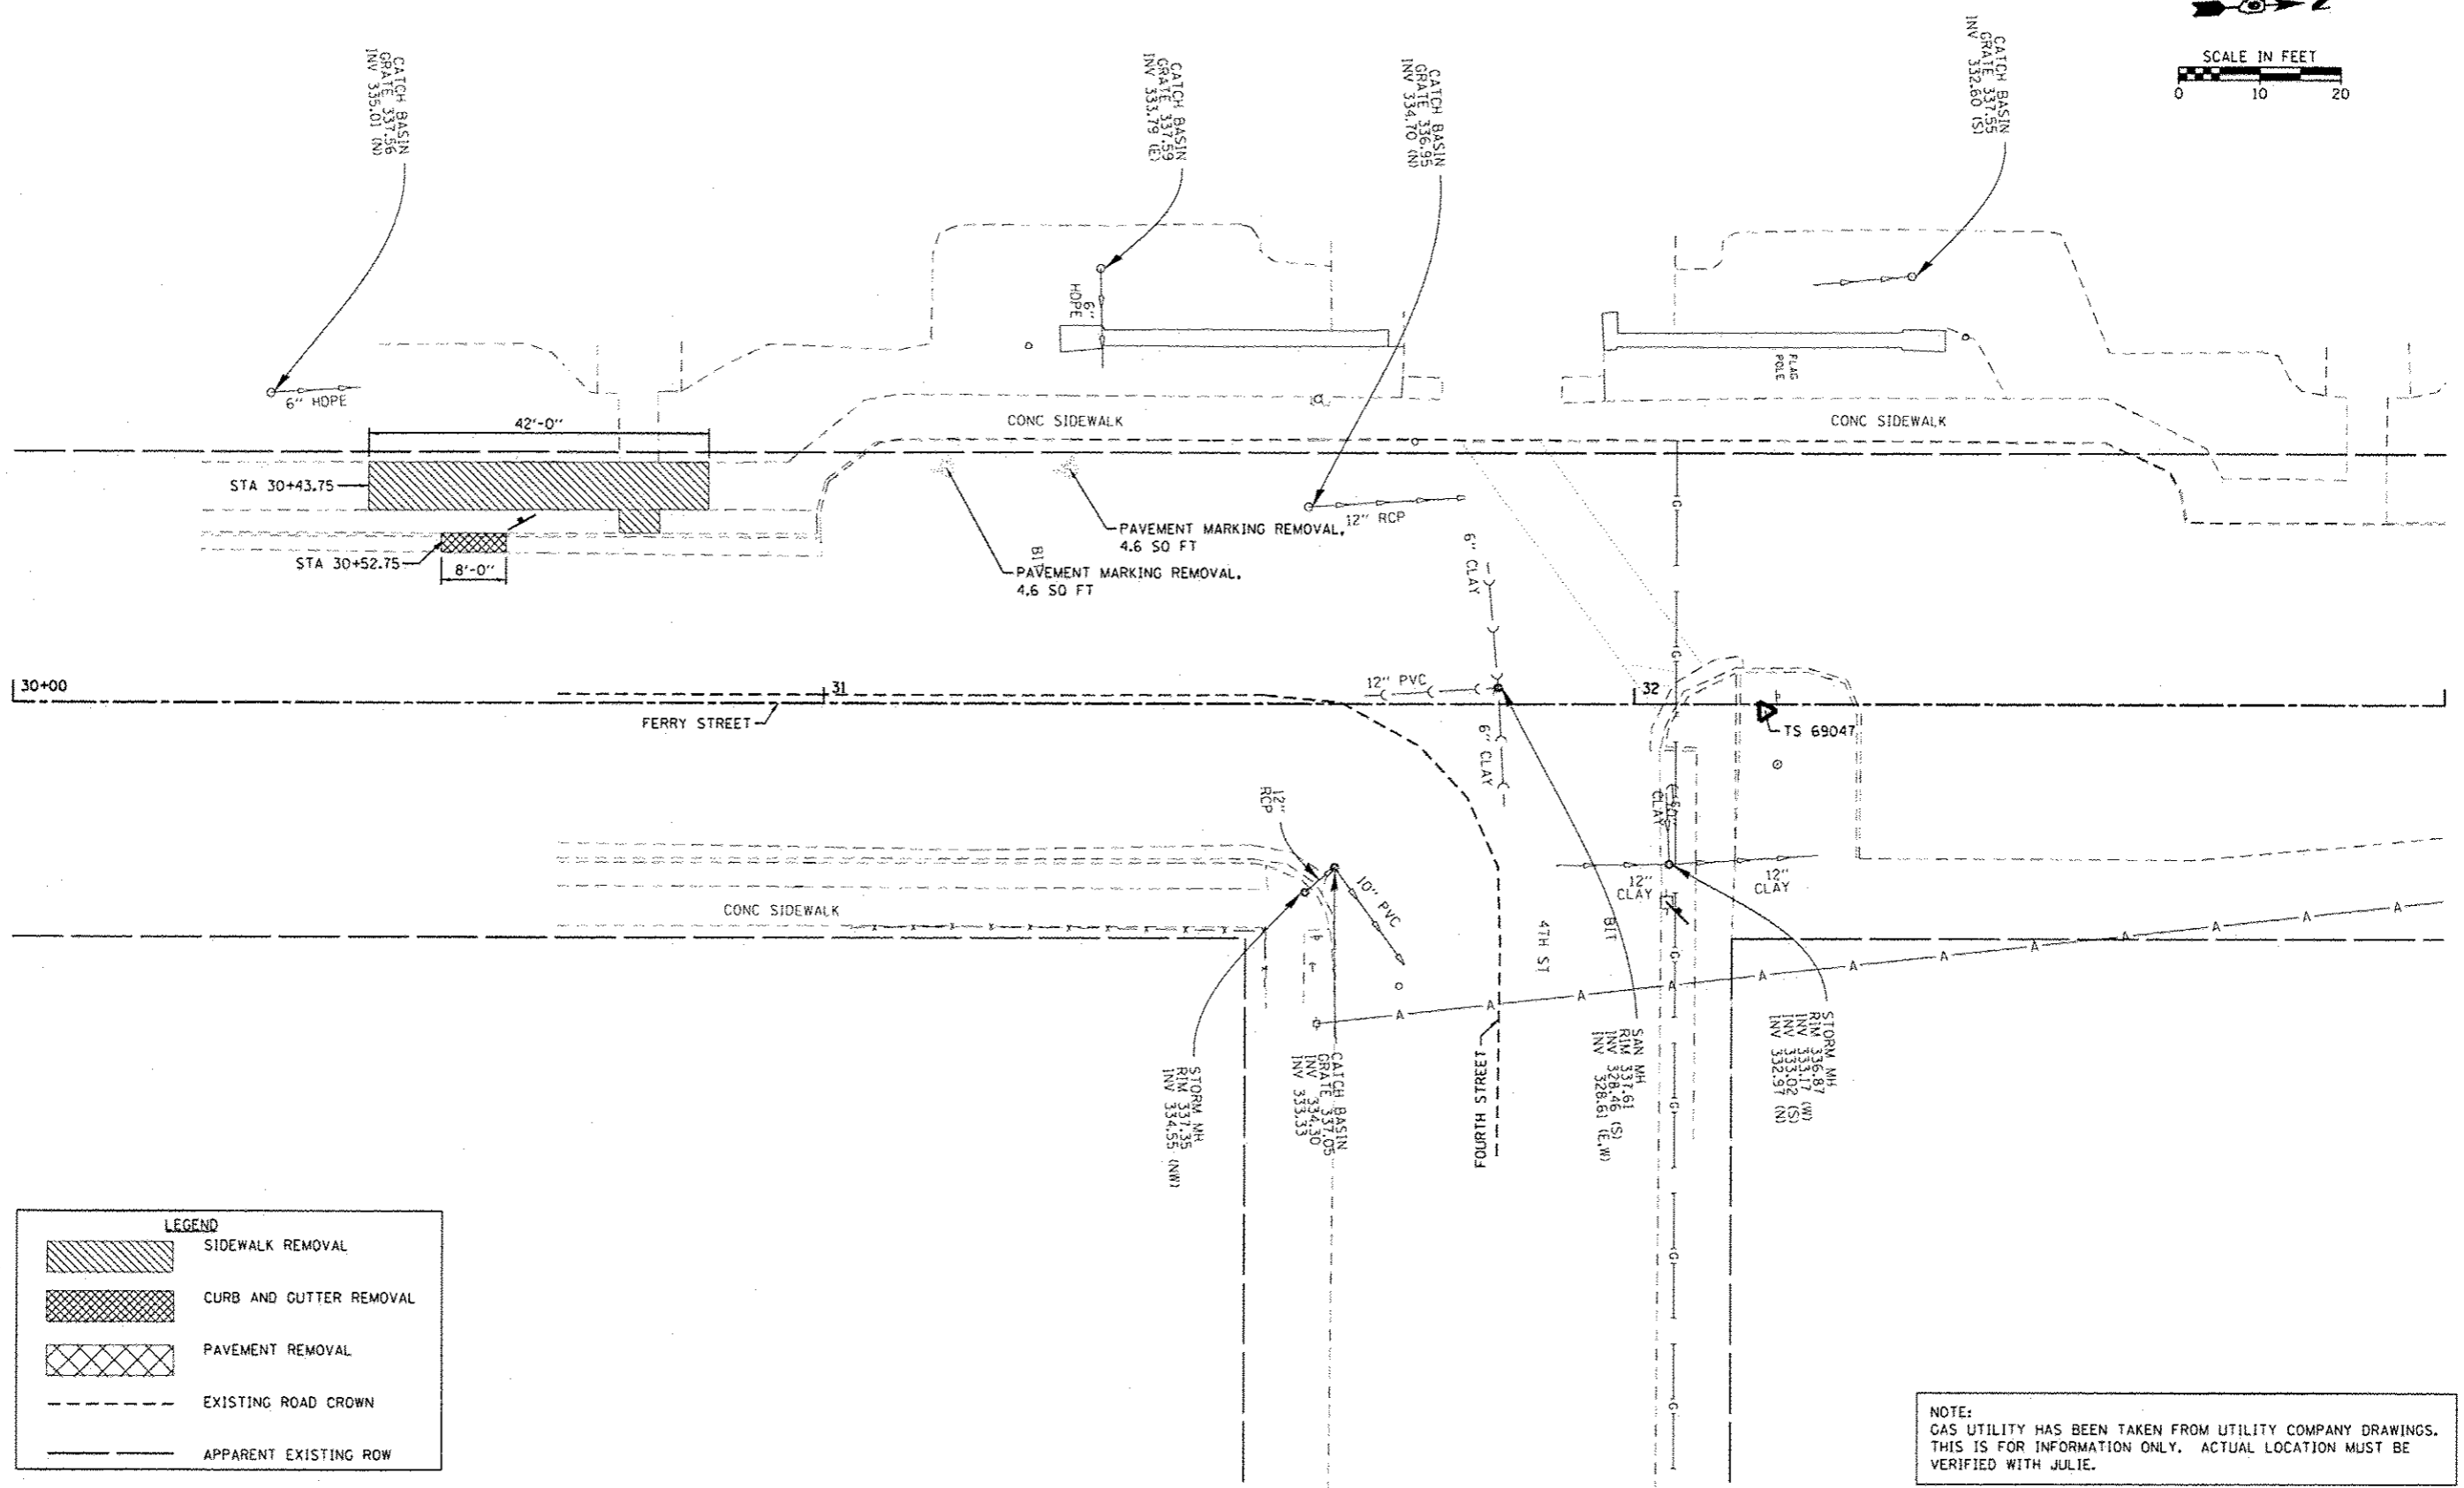 N
SCALE IN FEET
0 10 20
CATCH BASIN
GRATE 337.56
INV 335.01 (N)
CATCH BASIN
GRATE 337.59
INV 333.79 (E)
CATCH BASIN
GRATE 336.95
INV 334.70 (N)
CATCH BASIN
GRATE 337.55
INV 332.60 (S)
6" HDPE
6"
HDPE
FLAG
POLE
42'-0"
CONC SIDEWALK
CONC SIDEWALK
STA 30+43.75
STA 30+52.75
8'-0"
PAVEMENT MARKING REMOVAL,
4.6 SQ FT
BIT
PAVEMENT MARKING REMOVAL,
4.6 SQ FT
12" RCP
6" CLAY
G
G
30+00
31
32
12" PVC
FERRY STREET
TS 69047
6" CLAY
12"
RCP
10" PVC
CLAY
12"
CLAY
12"
CLAY
CONC SIDEWALK
4TH ST
BIT
G
A A A A A A A A A A A A
P
T
FOURTH STREET
STORM MH
RIM 337.35
INV 334.55 (NW)
CATCH BASIN
GRATE 337.05
INV 334.30
INV 333.33
SAN MH
RIM 337.61
INV 328.46 (S)
INV 328.61 (E,W)
STORM MH
RIM 336.87
INV 333.17 (W)
INV 333.02 (S)
INV 332.97 (N)
G
G
G
LEGEND
SIDEWALK REMOVAL
CURB AND GUTTER REMOVAL
PAVEMENT REMOVAL
EXISTING ROAD CROWN
APPARENT EXISTING ROW
NOTE:
GAS UTILITY HAS BEEN TAKEN FROM UTILITY COMPANY DRAWINGS.
THIS IS FOR INFORMATION ONLY. ACTUAL LOCATION MUST BE
VERIFIED WITH JULIE.